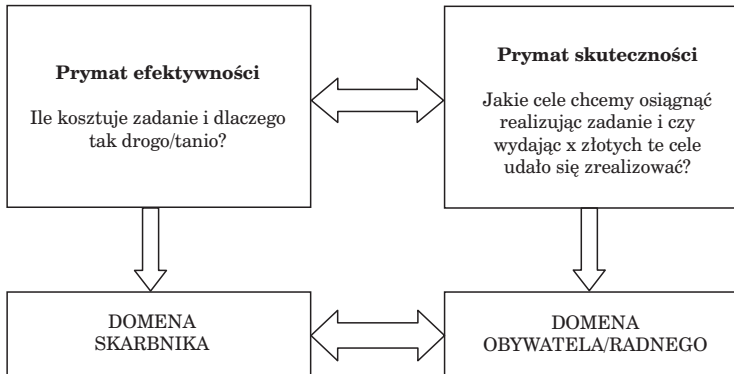 Prymat efektywności
Ile kosztuje zadanie i dlaczego
tak drogo/tanio?
Prymat skuteczności
Jakie cele chcemy osiągnąć
realizując zadanie i czy
wydając x złotych te cele
udało się zrealizować?
DOMENA
SKARBNIKA
DOMENA
OBYWATELA/RADNEGO